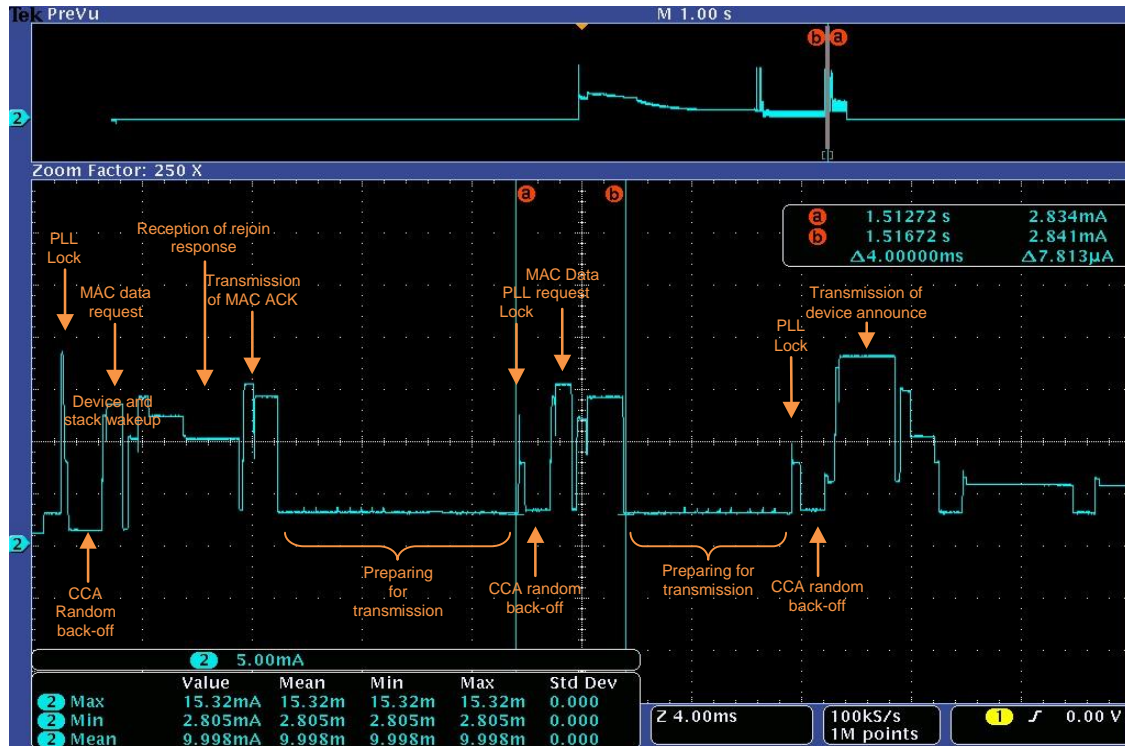 Tek PreVu M 1.00 s
b a
2
Zoom Factor: 250 X
a b
a 1.51272 s 2.834mA
b 1.51672 s 2.841mA
Δ4.00000ms Δ7.813µA
PLL
Lock
MAC data
request
Reception of rejoin
response
Transmission
of MAC ACK
Device and
stack wakeup
MAC Data
PLL request
Lock
PLL
Lock
Transmission of
device announce
2
CCA
Random
back-off
Preparing
for
transmission
CCA random
back-off
Preparing for
transmission
CCA random
back-off
2 5.00mA
Value Mean Min Max Std Dev
2 Max 15.32mA 15.32m 15.32m 15.32m 0.000
2 Min 2.805mA 2.805m 2.805m 2.805m 0.000
2 Mean 9.998mA 9.998m 9.998m 9.998m 0.000
Z 4.00ms
100kS/s
1M points
1 0.00 V